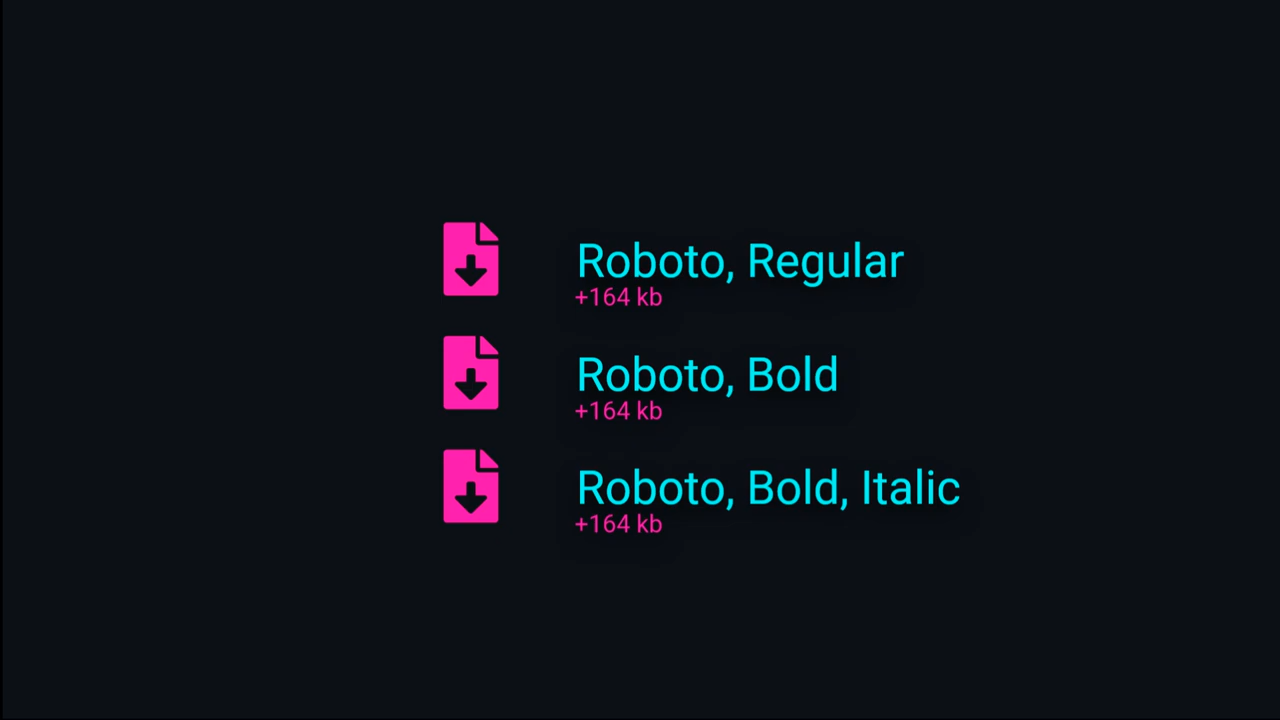 Roboto, Regular
+164 kb
Roboto, Bold
+164 kb
Roboto, Bold, Italic
+164 kb